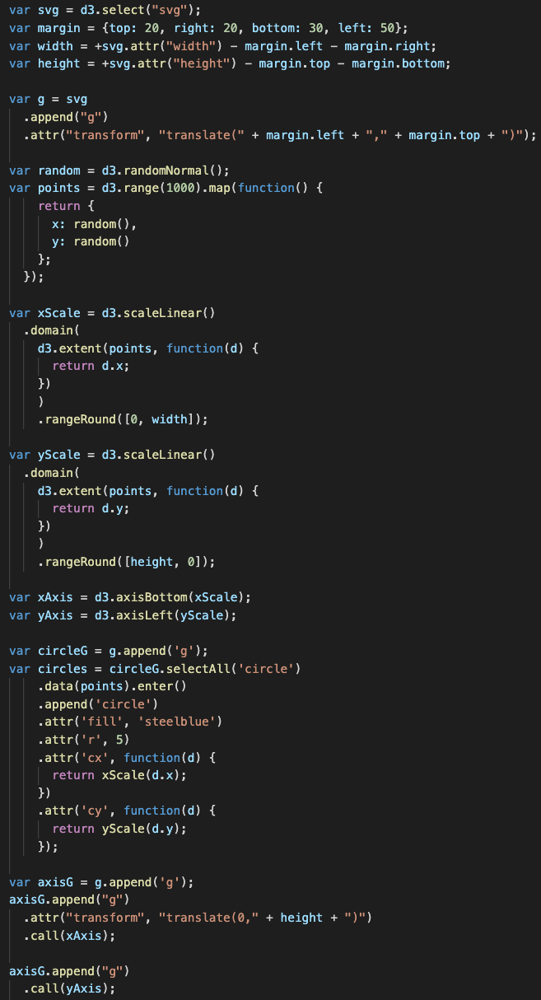 var svg = d3.select("svg");
var margin = {top: 20, right: 20, bottom: 30, left: 50};
var width = +svg.attr("width") - margin.left - margin.right;
var height = +svg.attr("height") - margin.top - margin.bottom;

var g = svg
  .append("g")
  .attr("transform", "translate(" + margin.left + "," + margin.top + ")");

var random = d3.randomNormal();
var points = d3.range(1000).map(function() {
    return {
      x: random(),
      y: random()
    };
  });

var xScale = d3.scaleLinear()
  .domain(
    d3.extent(points, function(d) {
      return d.x;
    })
    )
    .rangeRound([0, width]);

var yScale = d3.scaleLinear()
  .domain(
    d3.extent(points, function(d) {
      return d.y;
    })
    )
    .rangeRound([height, 0]);

var xAxis = d3.axisBottom(xScale);
var yAxis = d3.axisLeft(yScale);

var circleG = g.append('g');
var circles = circleG.selectAll('circle')
    .data(points).enter()
    .append('circle')
    .attr('fill', 'steelblue')
    .attr('r', 5)
    .attr('cx', function(d) {
      return xScale(d.x);
    })
    .attr('cy', function(d) {
      return yScale(d.y);
    });

var axisG = g.append('g');
axisG.append("g")
  .attr("transform", "translate(0," + height + ")")
  .call(xAxis);

axisG.append("g")
  .call(yAxis);